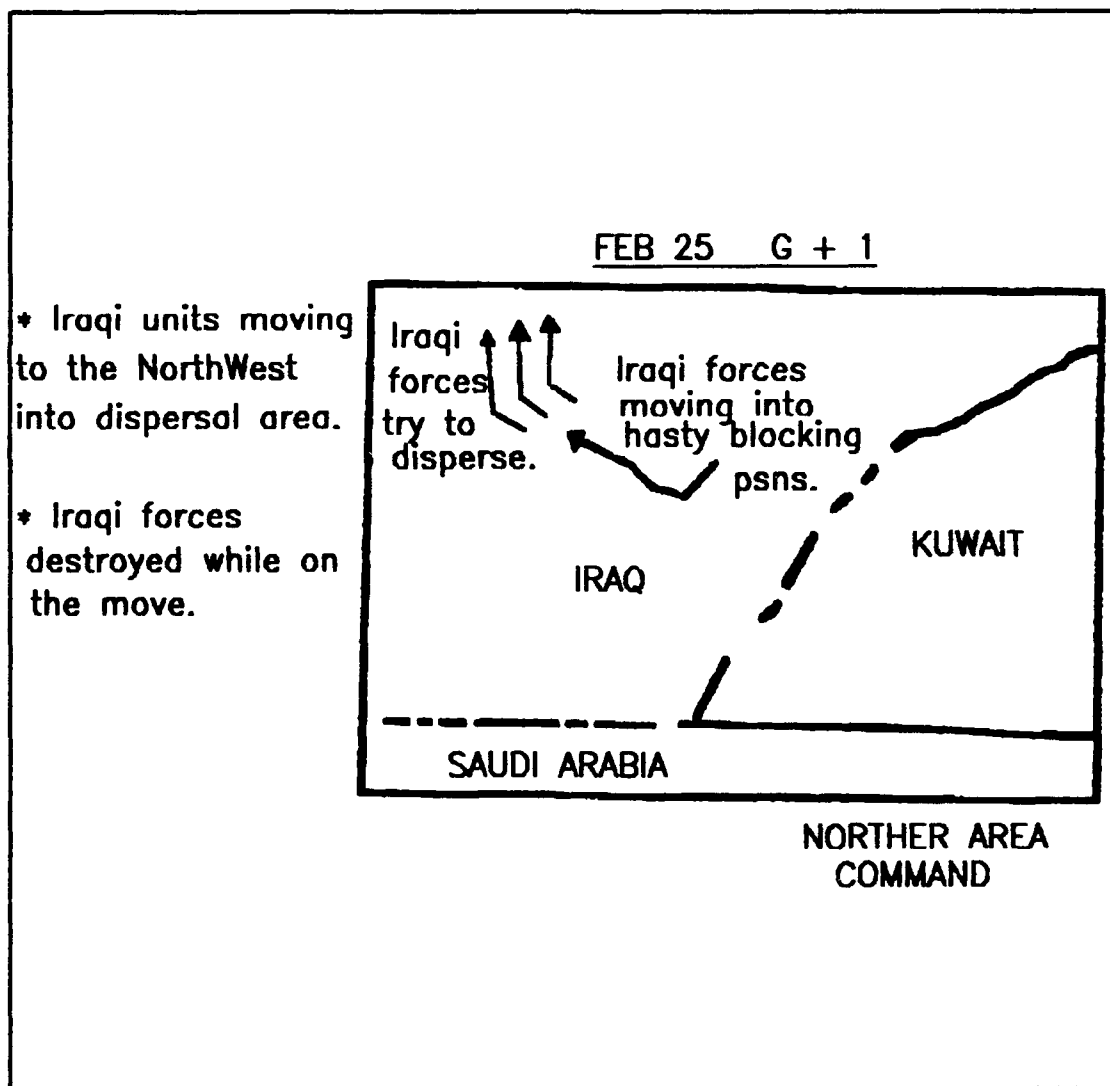 FEB 25 G + 1
* Iraqi units moving
to the NorthWest
into dispersal area.
* Iraqi forces
destroyed while on
the move.
Iraqi
forces
try to
disperse.
Iraqi forces
moving into
hasty blocking
psns.
KUWAIT
IRAQ
SAUDI ARABIA
NORTHER AREA
COMMAND